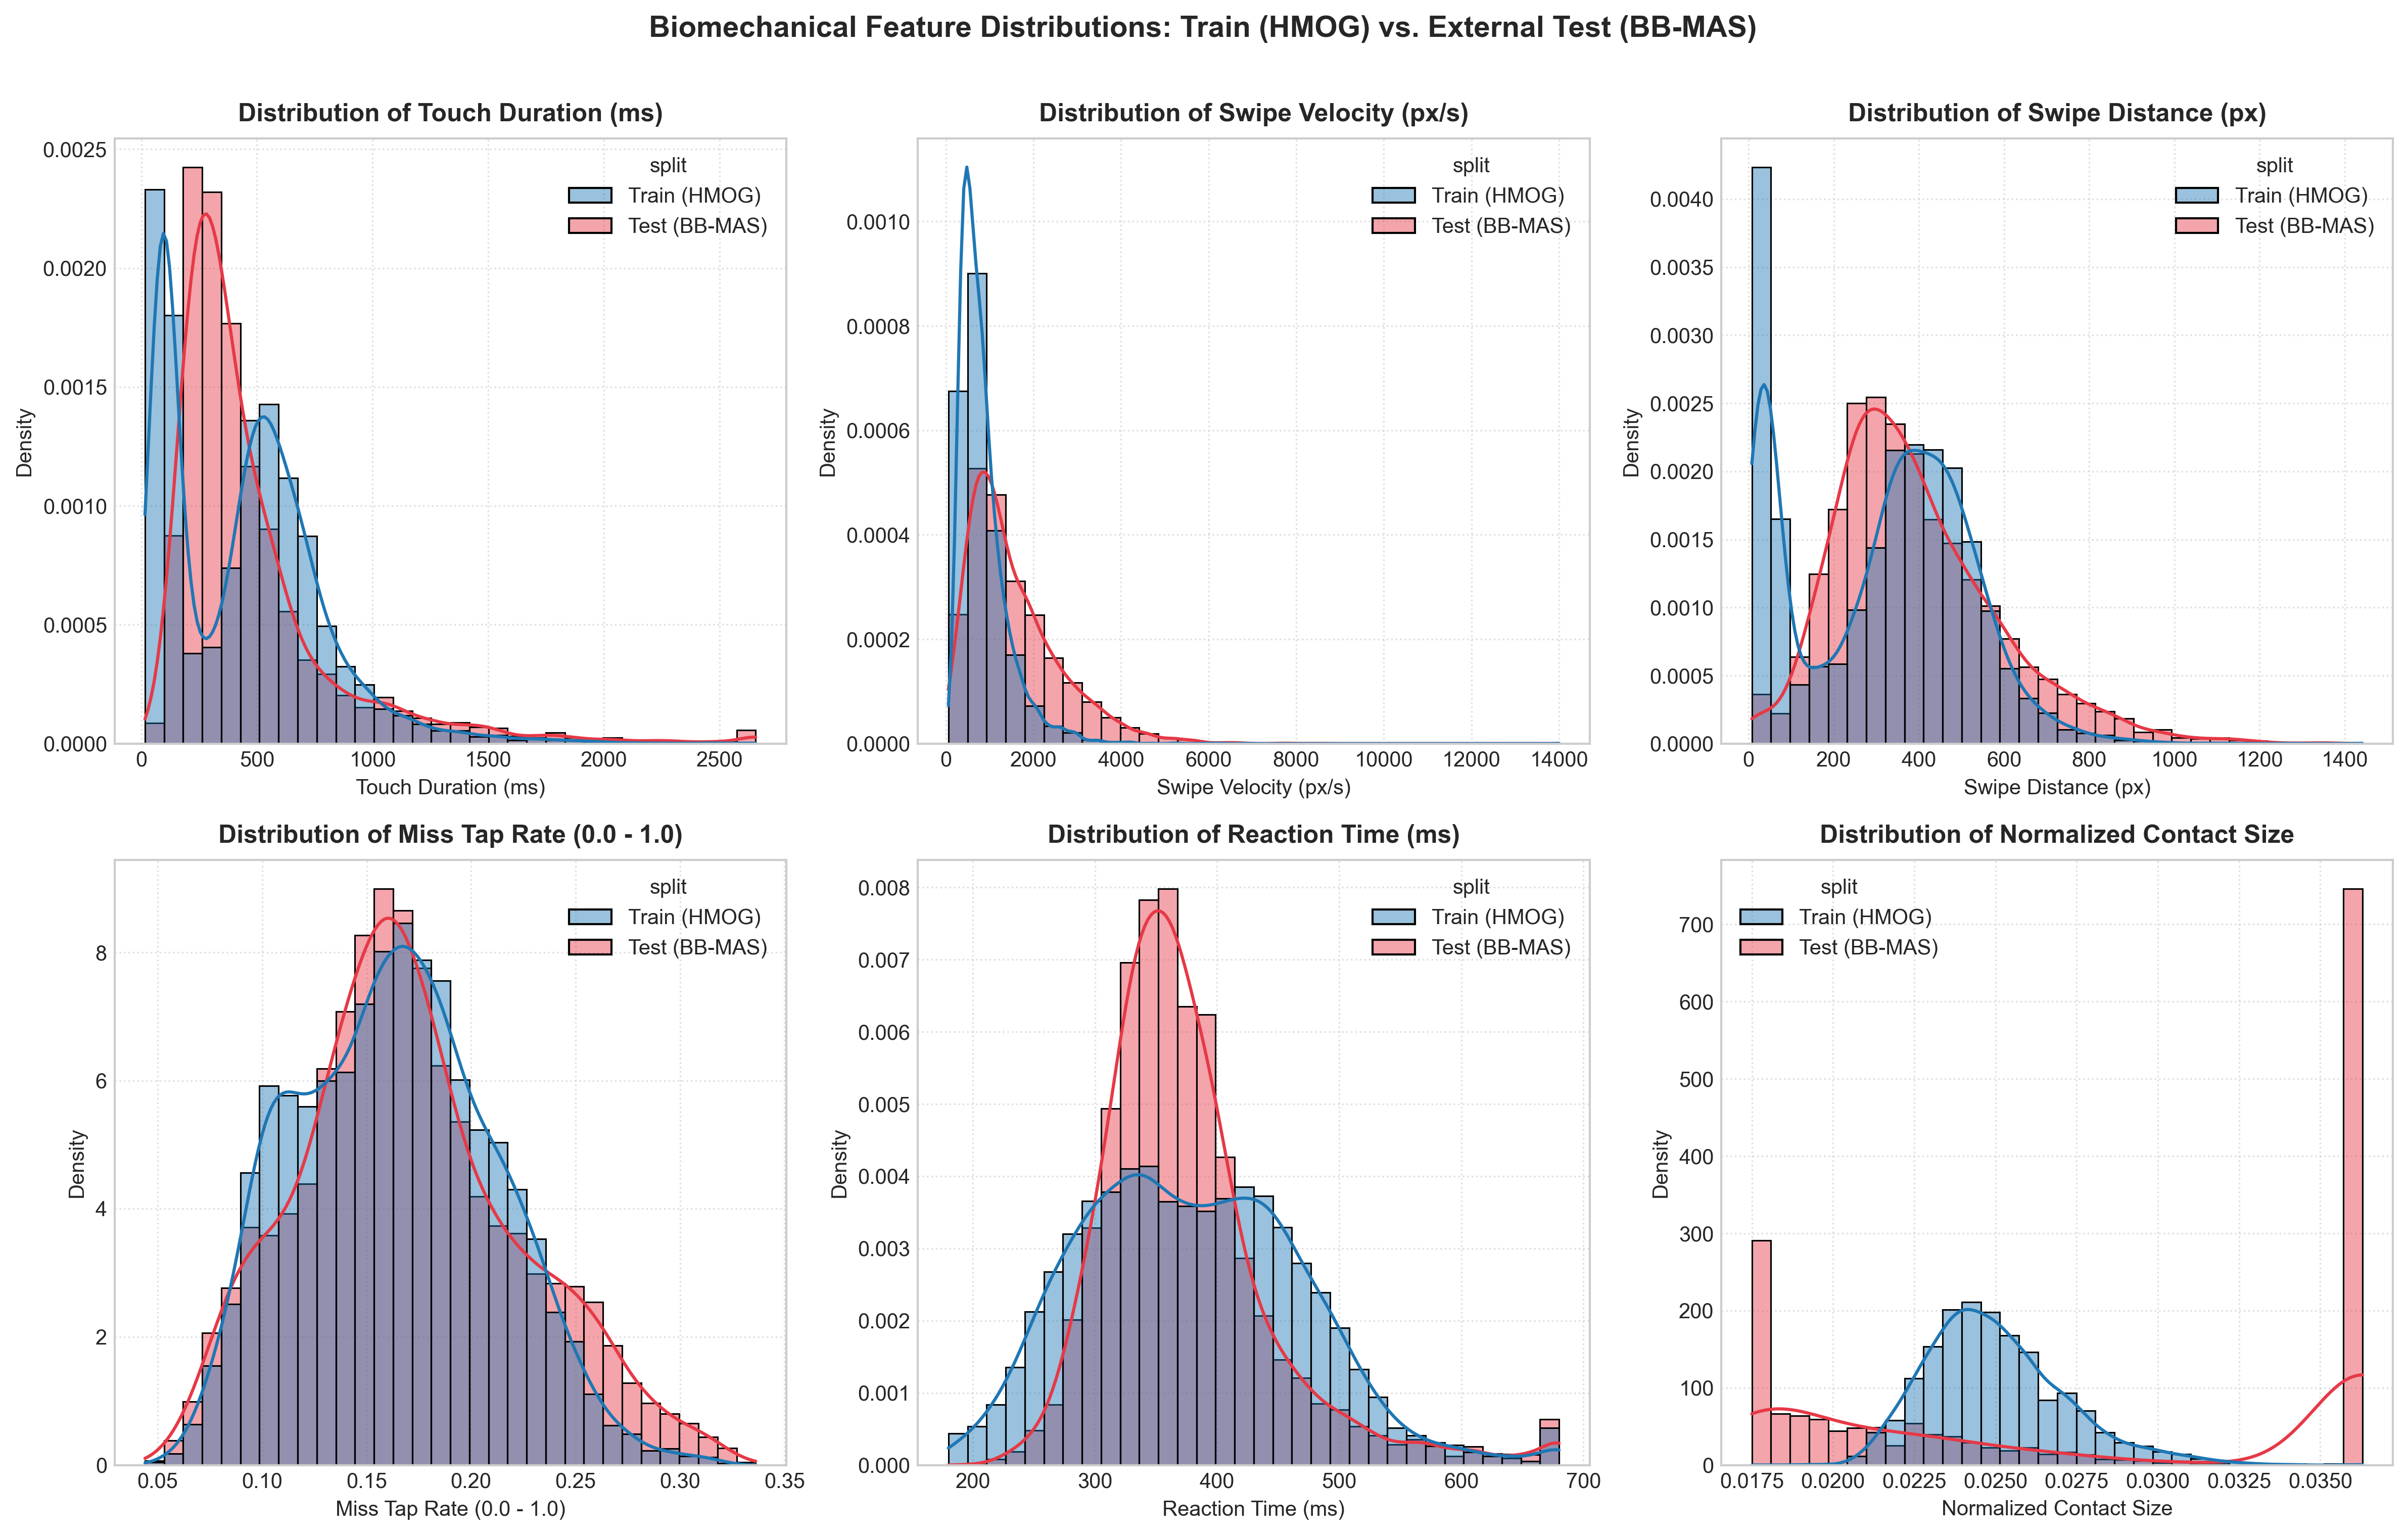 Biomechanical Feature Distributions: Train (HMOG) vs. External Test (BB-MAS)
Distribution of Touch Duration (ms)
split
Train (HMOG)
Test (BB-MAS)
0.0025
0.0020
0.0015
0.0010
0.0005
0.0000
Density
0 500 1000 1500 2000 2500
Touch Duration (ms)
Distribution of Swipe Velocity (px/s)
split
Train (HMOG)
Test (BB-MAS)
0.0010
0.0008
0.0006
0.0004
0.0002
0.0000
Density
0 2000 4000 6000 8000 10000 12000 14000
Swipe Velocity (px/s)
Distribution of Swipe Distance (px)
split
Train (HMOG)
Test (BB-MAS)
0.0040
0.0035
0.0030
0.0025
0.0020
0.0015
0.0010
0.0005
0.0000
Density
0 200 400 600 800 1000 1200 1400
Swipe Distance (px)
Distribution of Miss Tap Rate (0.0 - 1.0)
split
Train (HMOG)
Test (BB-MAS)
8
6
4
2
0
Density
0.05 0.10 0.15 0.20 0.25 0.30 0.35
Miss Tap Rate (0.0 - 1.0)
Distribution of Reaction Time (ms)
split
Train (HMOG)
Test (BB-MAS)
0.008
0.007
0.006
0.005
0.004
0.003
0.002
0.001
0.000
Density
200 300 400 500 600 700
Reaction Time (ms)
Distribution of Normalized Contact Size
split
Train (HMOG)
Test (BB-MAS)
700
600
500
400
300
200
100
0
Density
0.0175 0.0200 0.0225 0.0250 0.0275 0.0300 0.0325 0.0350
Normalized Contact Size